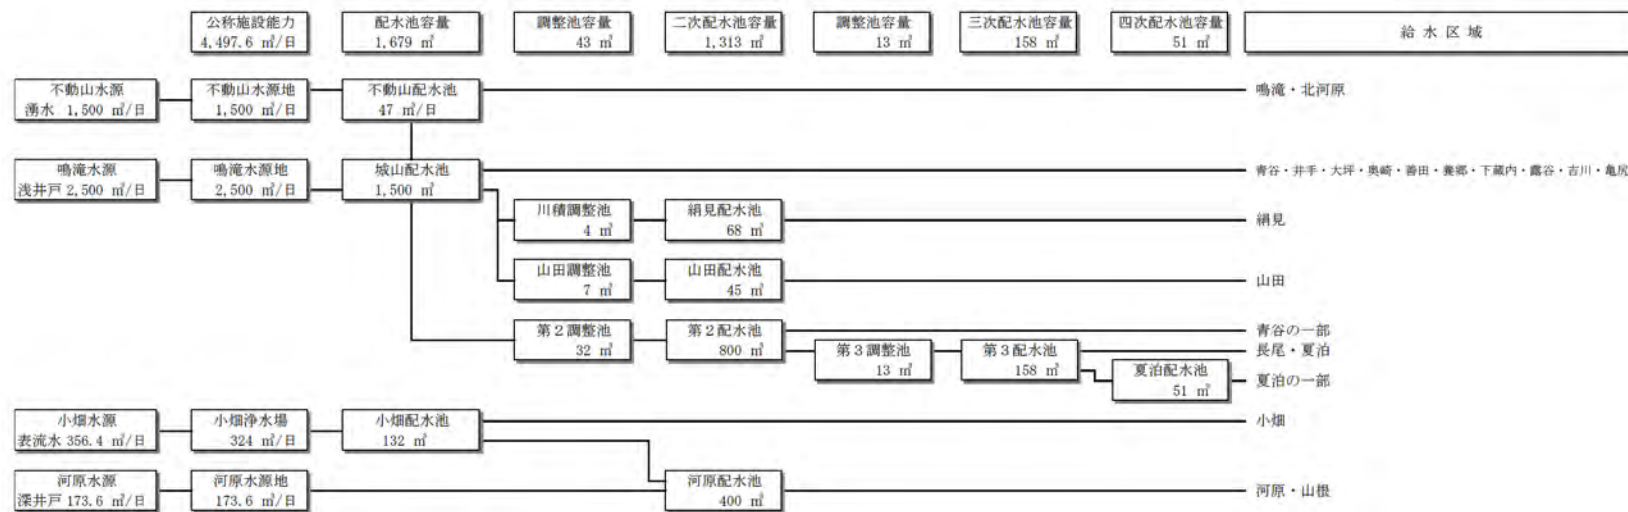 公称施設能力
4,497.6 ㎥/日
配水池容量
1,679 ㎥
調整池容量
43 ㎥
二次配水池容量
1,313 ㎥
調整池容量
13 ㎥
三次配水池容量
158 ㎥
四次配水池容量
51 ㎥
給水区域
不動山水源
湧水 1,500 ㎥/日
不動山水源地
1,500 ㎥/日
不動山配水池
47 ㎥/日
鳴滝・北河原
鳴滝水源
浅井戸 2,500 ㎥/日
鳴滝水源地
2,500 ㎥/日
城山配水池
1,500 ㎥
青谷・井手・大坪・奥崎・善田・養郷・下蔵内・露谷・吉川・亀尻
川積調整池
4 ㎥
絹見配水池
68 ㎥
絹見
山田調整池
7 ㎥
山田配水池
45 ㎥
山田
第2調整池
32 ㎥
第2配水池
800 ㎥
青谷の一部
第3調整池
13 ㎥
第3配水池
158 ㎥
長尾・夏泊
夏泊配水池
51 ㎥
夏泊の一部
小畑水源
表流水 356.4 ㎥/日
小畑浄水場
324 ㎥/日
小畑配水池
132 ㎥
小畑
河原水源
深井戸 173.6 ㎥/日
河原水源地
173.6 ㎥/日
河原配水池
400 ㎥
河原・山根